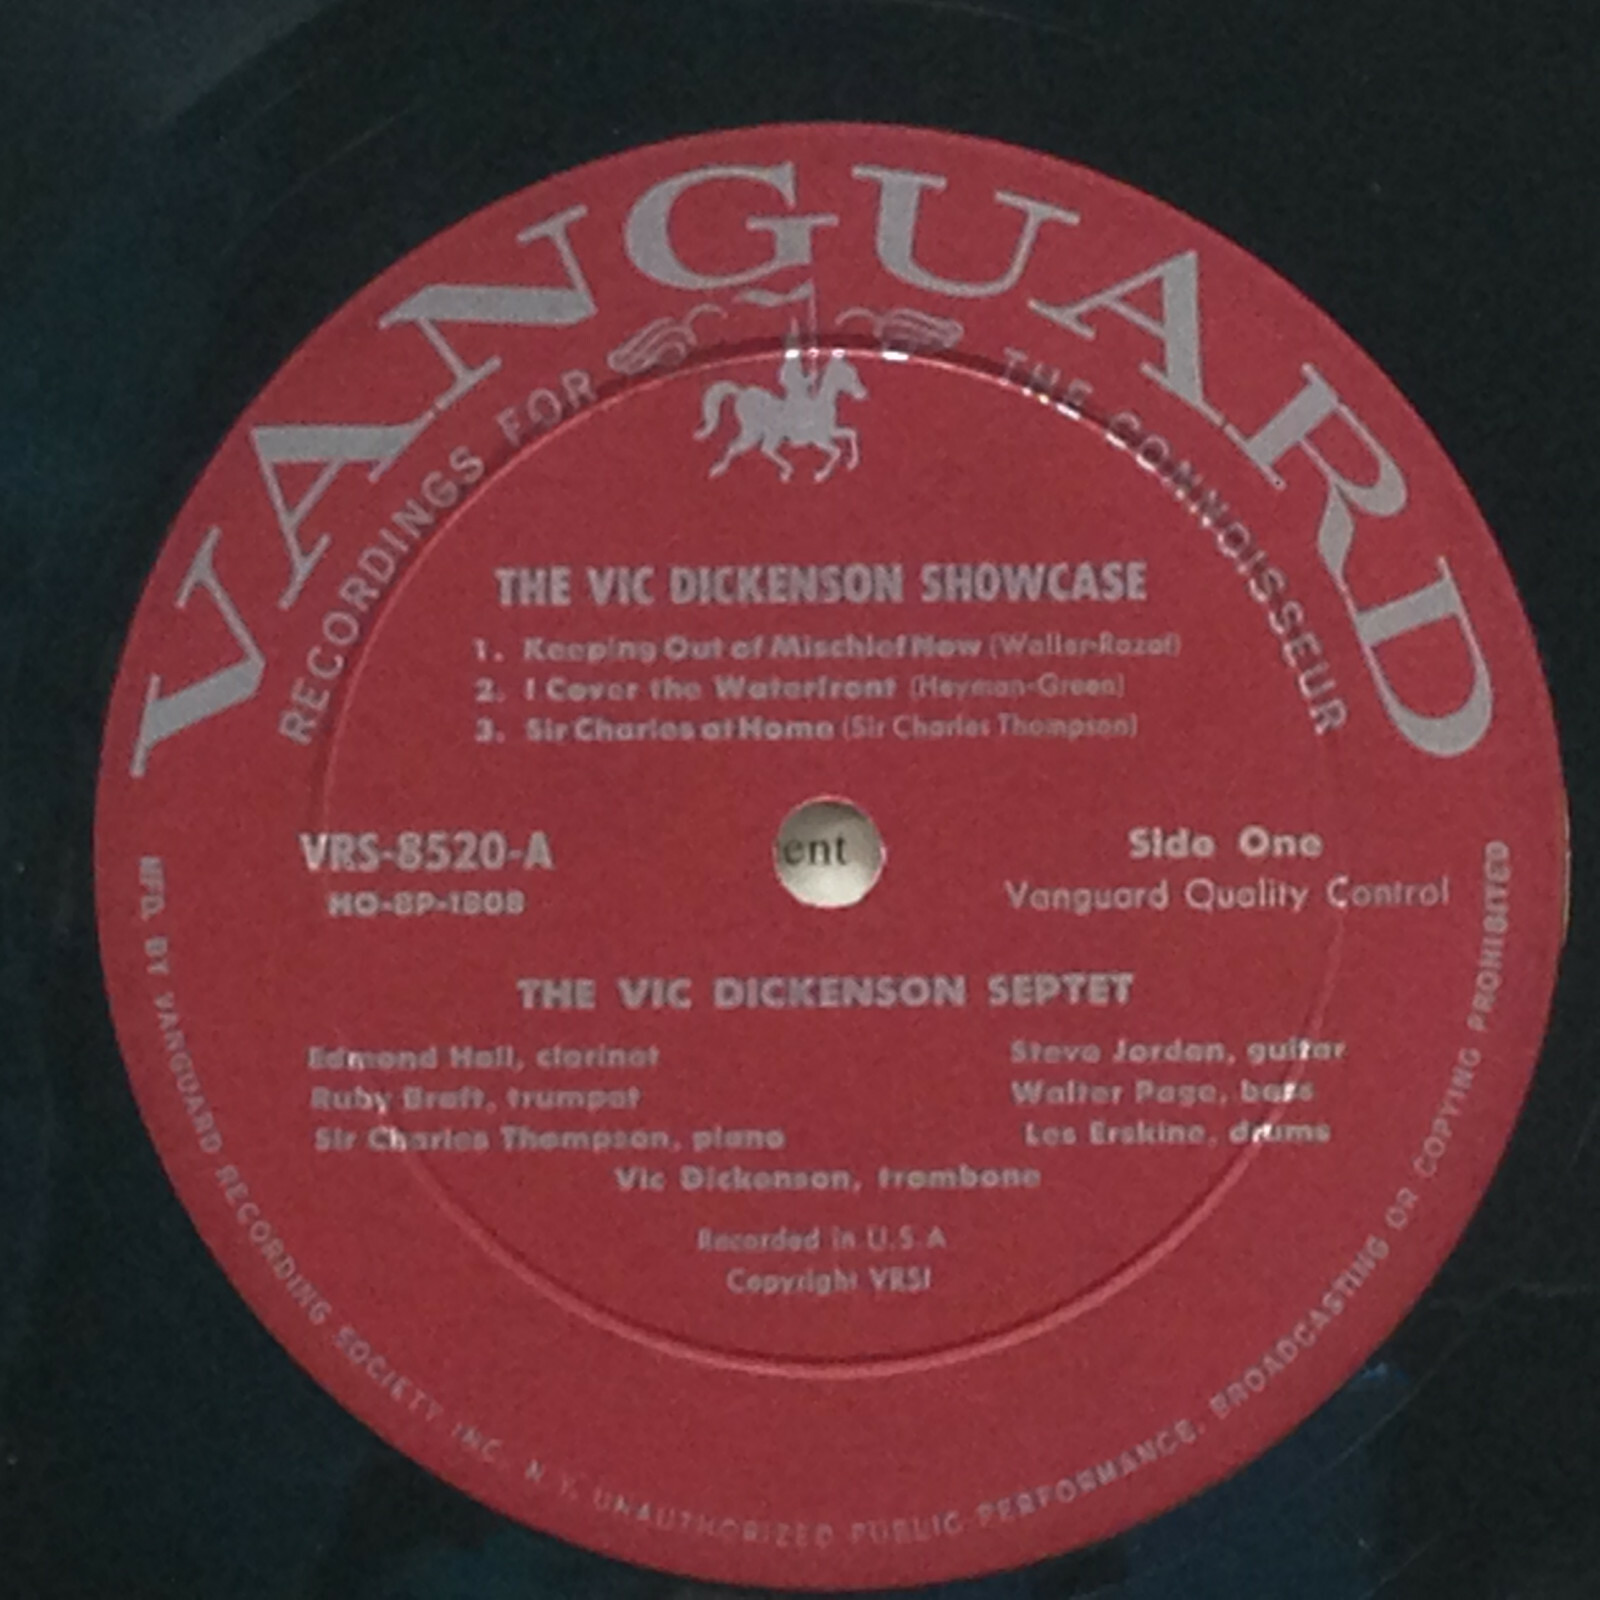 VANGUARD
RECORDINGS FOR THE CONNOISSEUR
THE VIC DICKENSON SHOWCASE
1. Keeping Out of Mischief Now (Waller-Razaf)
2. I Cover the Waterfront (Heyman-Green)
3. Sir Charles at Home (Sir Charles Thompson)
VRS-8520-A
Side One
ent
Vanguard Quality Control
THE VIC DICKENSON SEPTET
Edmond Hall, clarinet
Steve Jordan, guitar
Ruby Braff, trumpet
Walter Page, bass
Sir Charles Thompson, piano
Les Erskine, drums
Vic Dickenson, trombone
Recorded in U.S.A
Copyright VRSI
MFD. BY VANGUARD RECORDING SOCIETY INC. N.Y. UNAUTHORIZED PUBLIC PERFORMANCE, BROADCASTING OR COPYING PROHIBITED